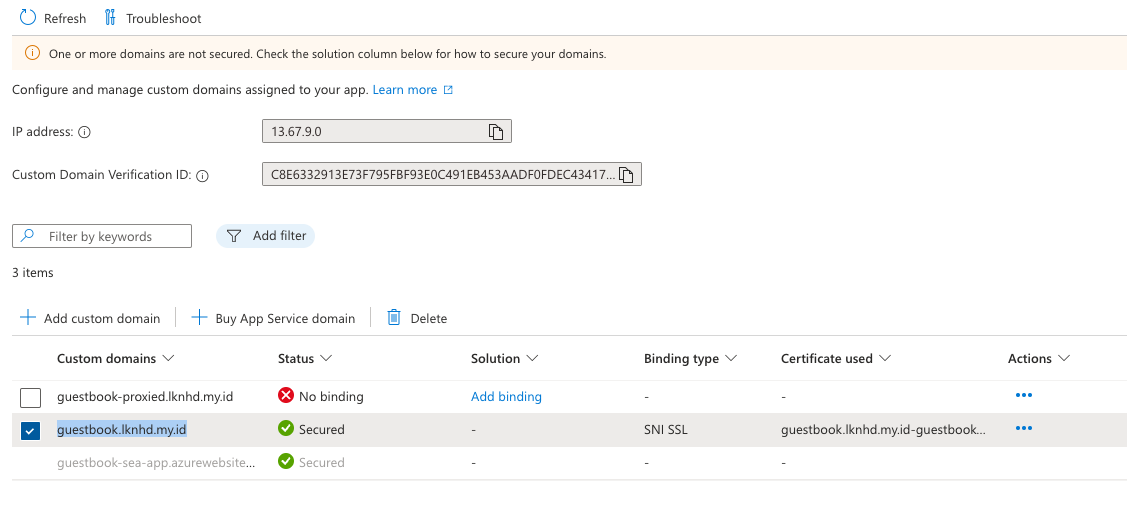 Refresh Troubleshoot
One or more domains are not secured. Check the solution column below for how to secure your domains.
Configure and manage custom domains assigned to your app. Learn more
IP address: 13.67.9.0
Custom Domain Verification ID: C8E6332913E73F795FBF93E0C491EB453AADF0FDEC43417...
Filter by keywords Add filter
3 items
Add custom domain Buy App Service domain Delete
Custom domains Status Solution Binding type Certificate used Actions
guestbook-proxied.lknhd.my.id No binding Add binding - -
guestbook.lknhd.my.id Secured - SNI SSL guestbook.lknhd.my.id-guestbook...
guestbook-sea-app.azurewebsite... Secured - - -